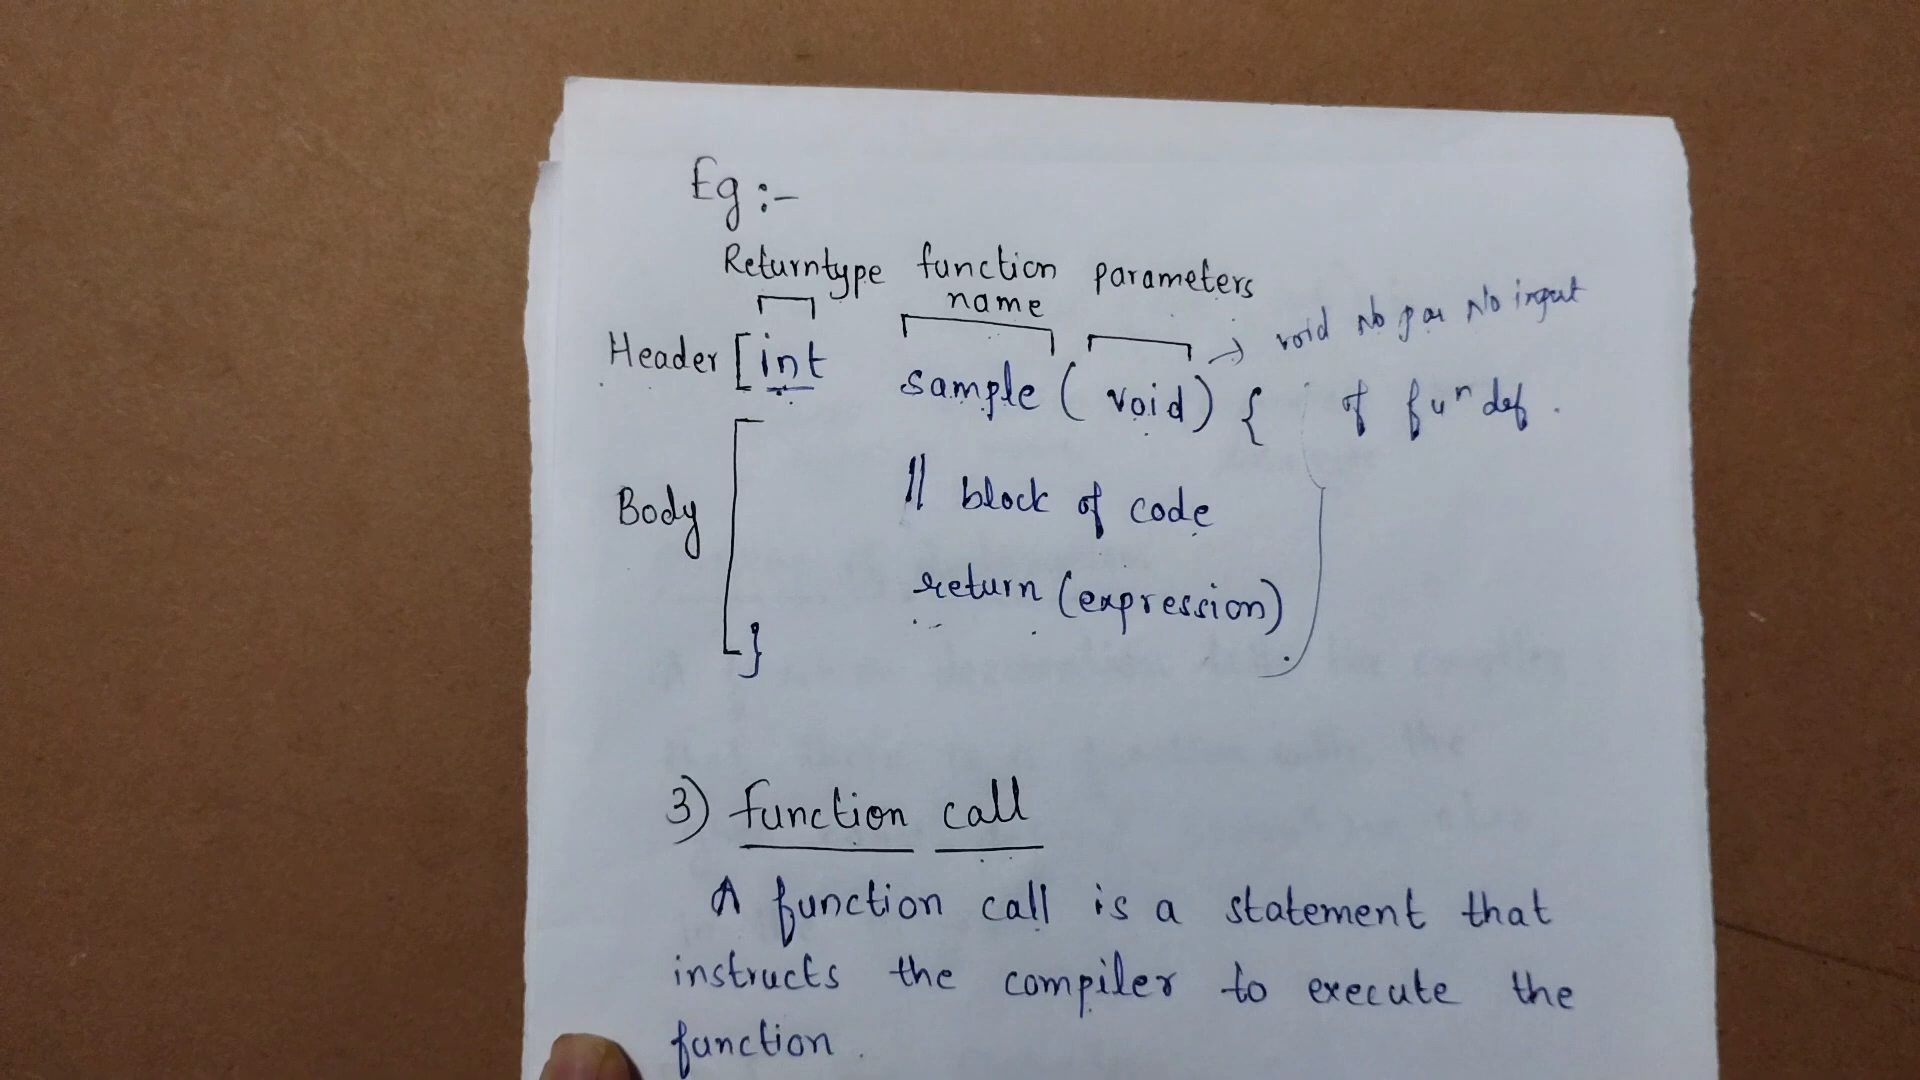 Eg :-
Returntype function parameters
name
Header [ int sample ( void ) {
→ void No par No input
of fun def .
Body
// block of code
return (expression)
}
3) function call
A function call is a statement that
instructs the compiler to execute the
function .